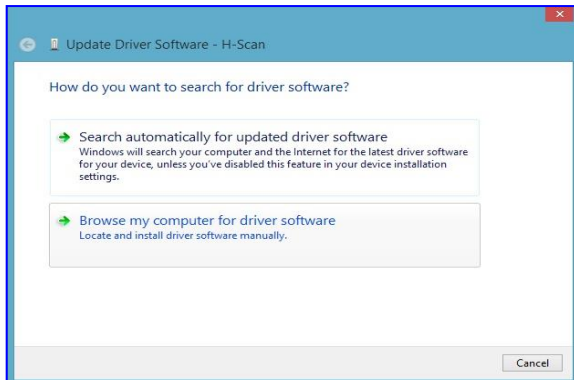 Update Driver Software - H-Scan
How do you want to search for driver software?
Search automatically for updated driver software
Windows will search your computer and the Internet for the latest driver software
for your device, unless you've disabled this feature in your device installation
settings.
Browse my computer for driver software
Locate and install driver software manually.
Cancel